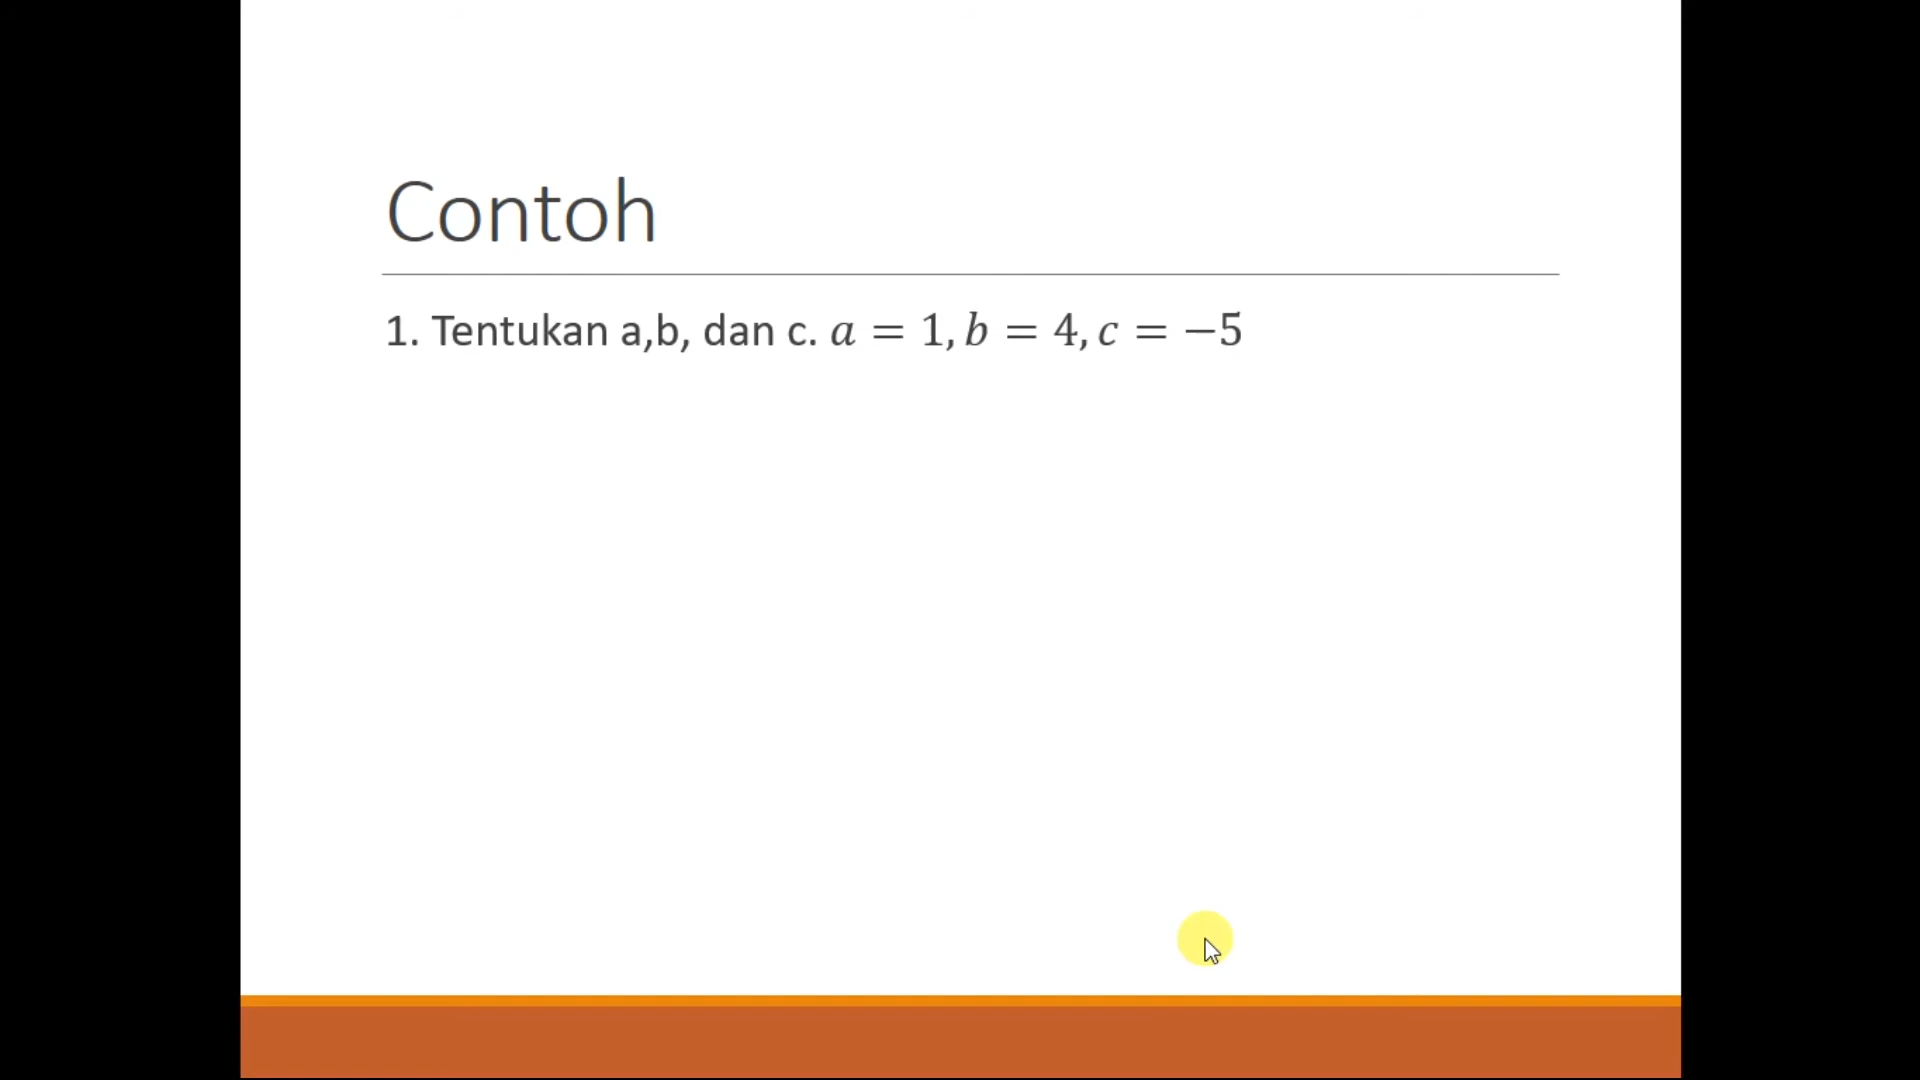 Contoh
1. Tentukan a,b, dan c. a = 1, b = 4, c = −5